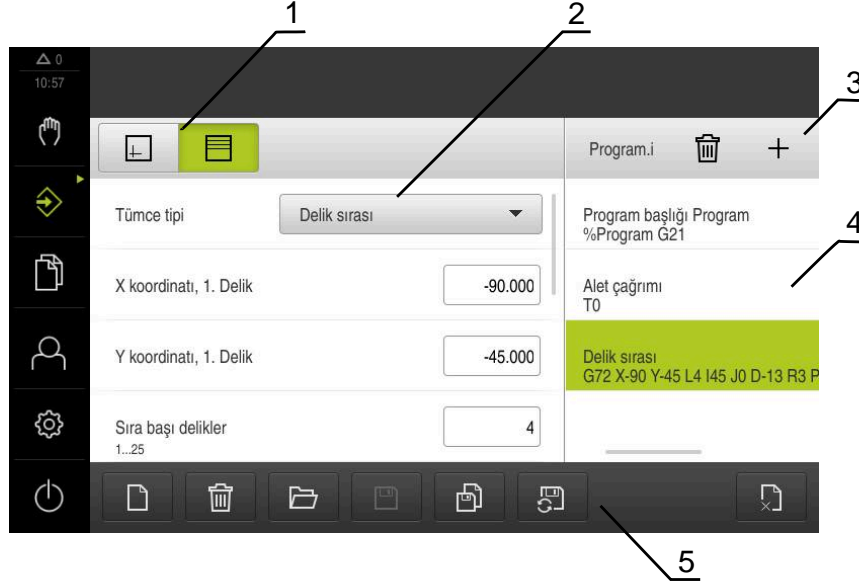 1
2
0
10:57
3
Program.i
Tümce tipi
Delik sırası
Program başlığı Program
%Program G21
4
X koordinatı, 1. Delik
-90.000
Alet çağrımı
T0
Y koordinatı, 1. Delik
-45.000
Delik sırası
G72 X-90 Y-45 L4 I45 J0 D-13 R3 P
Sıra başı delikler
1...25
4
5